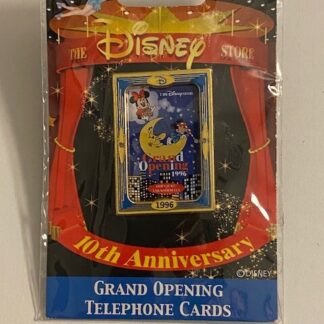 THE Disney STORE
The Disney Store
Grand
Opening
1996
1996
10th Anniversary
©DISNEY
GRAND OPENING
TELEPHONE CARDS